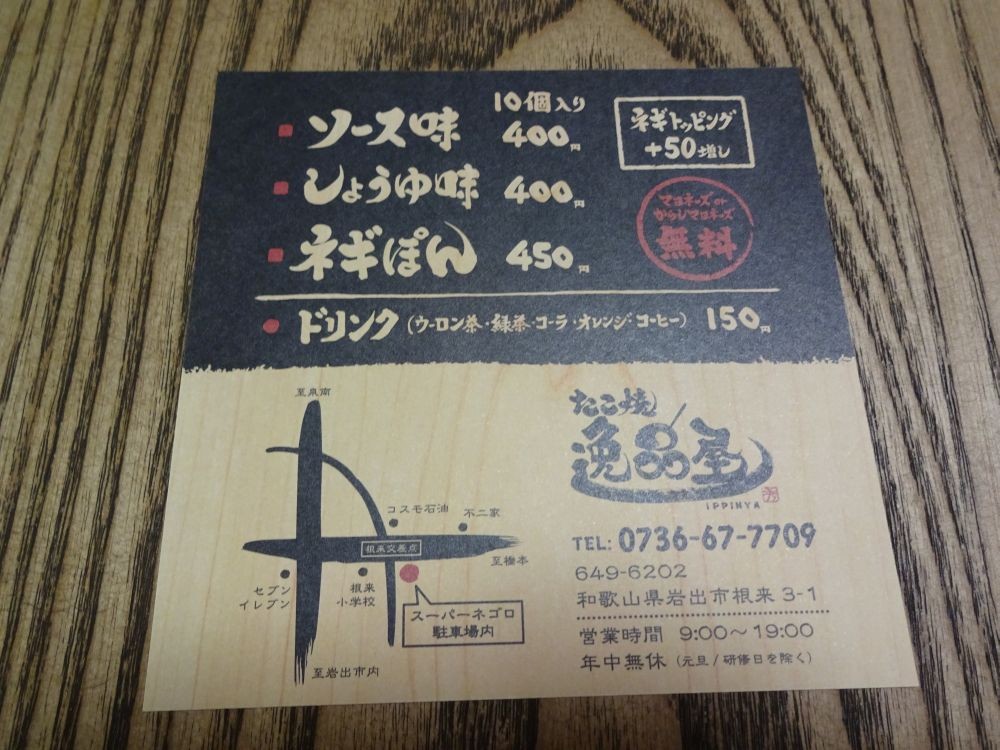 10個入り
ソース味 400円
しょうゆ味 400円
ネギぽん 450円
ネギトッピング
+50増し
マヨネーズor
からしマヨネーズ
無料
ドリンク(ウーロン茶・緑茶・コーラ・オレンジ・コーヒー) 150円
至泉南
コスモ石油
不二家
根来交差点
至橋本
セブン
イレブン
根来
小学校
スーパーネゴロ
駐車場内
至岩出市内
たこ焼
逸品屋
IPPINYA
TEL: 0736-67-7709
649-6202
和歌山県岩出市根来3-1
営業時間 9:00〜19:00
年中無休(元旦/研修日を除く)